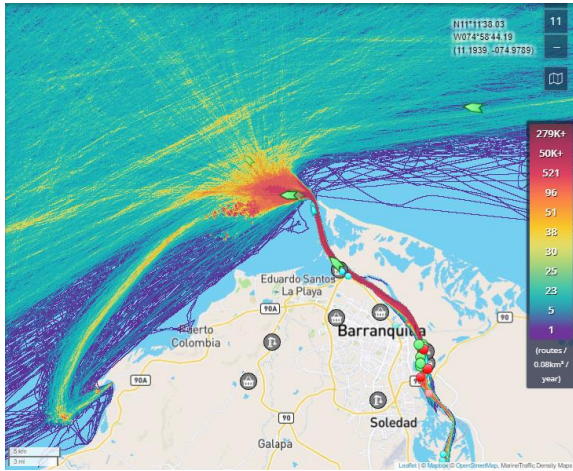 N11°11'38.03
W074°58'44.19
(11.1939, -074.9789)
11
−
279K+
50K+
521
96
51
38
30
25
23
5
1
(routes /
0.08km² /
year)
Eduardo Santos
- La Playa
90A
Barranquilla
Puerto
Colombia
90
90A
90
Soledad
Galapa
5 km
3 mi
Leaflet | © Mapbox © OpenStreetMap, MarineTraffic Density Maps